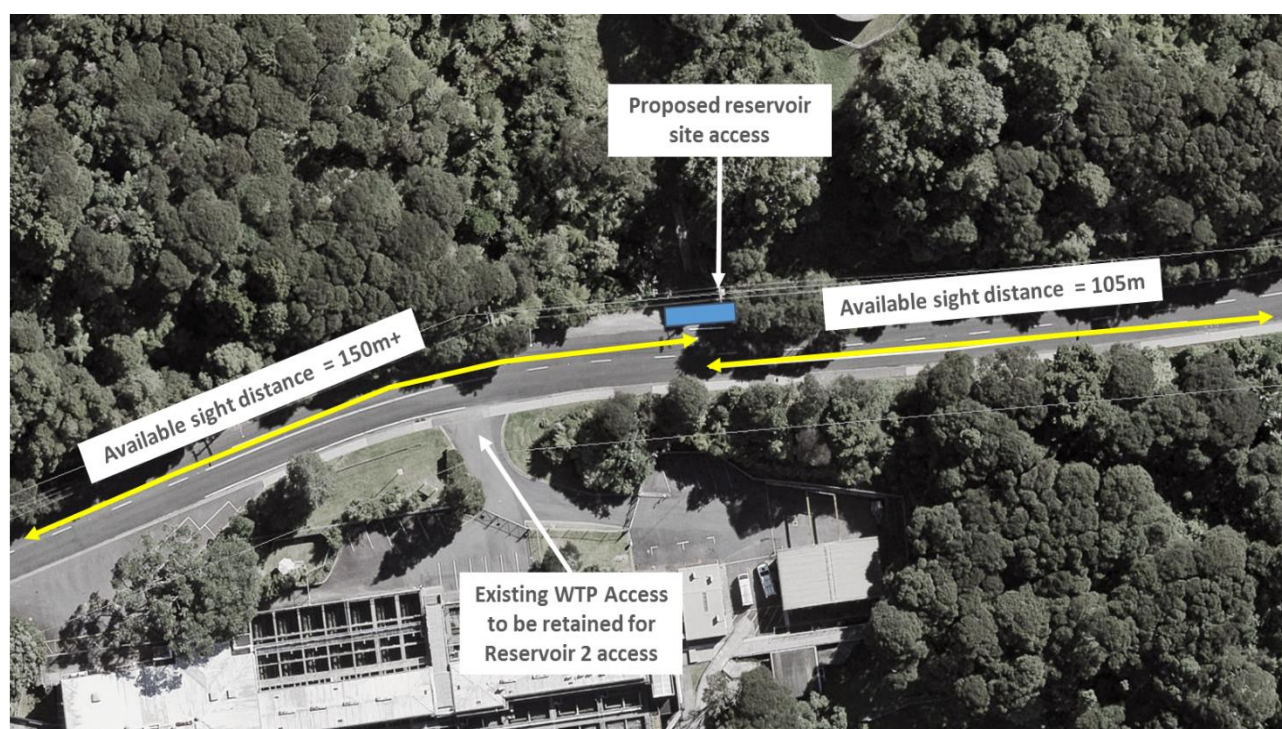 Proposed reservoir
site access
Available sight distance = 105m
Available sight distance = 150m+
Existing WTP Access
to be retained for
Reservoir 2 access